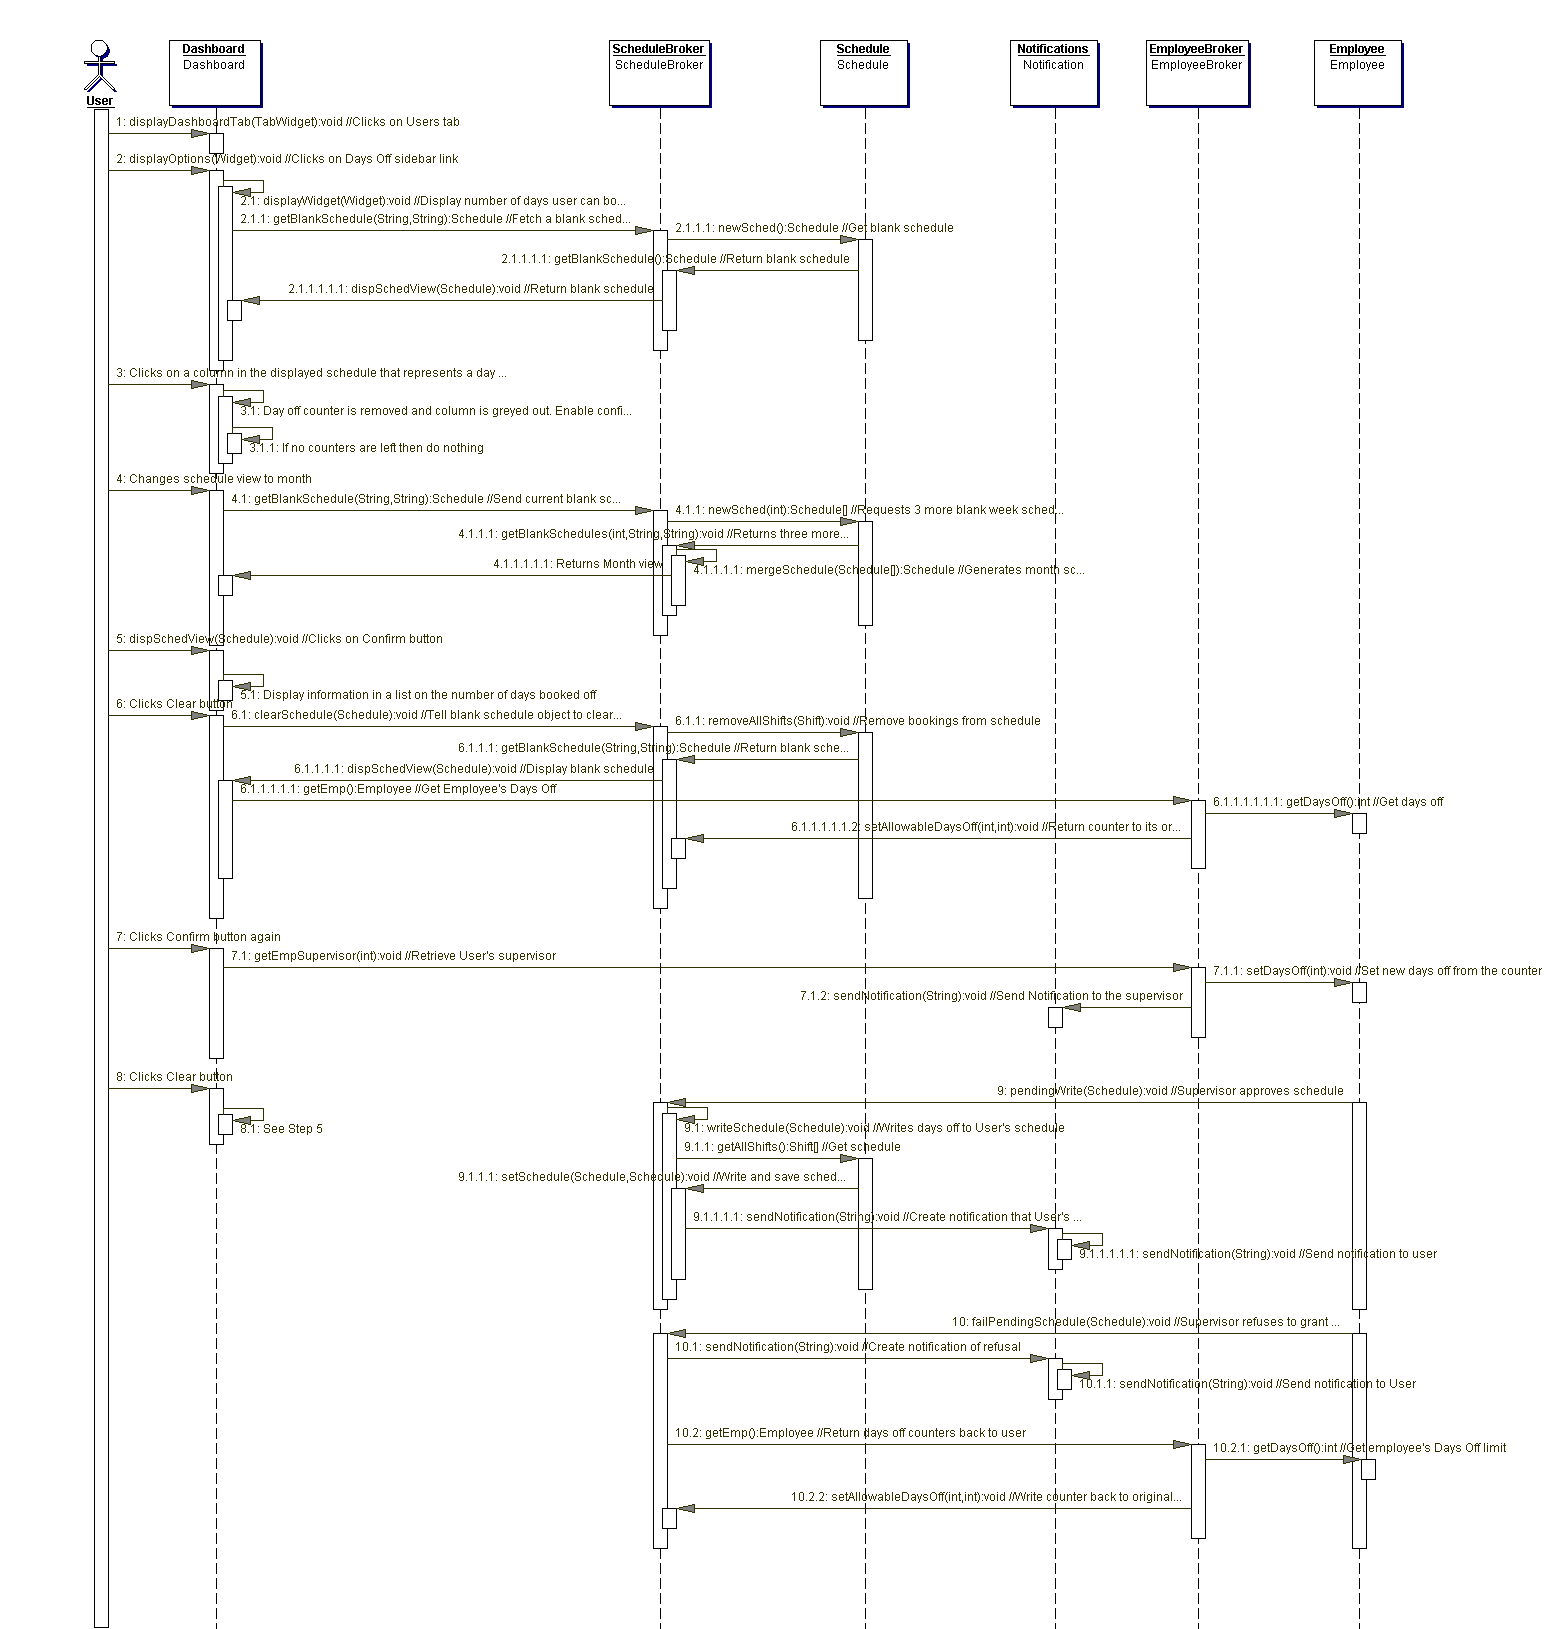 Dashboard
Dashboard
ScheduleBroker
ScheduleBroker
Schedule
Schedule
Notifications
Notification
EmployeeBroker
EmployeeBroker
Employee
Employee
User
1: displayDashboardTab(TabWidget):void //Clicks on Users tab
2: displayOptions(Widget):void //Clicks on Days Off sidebar link
2.1: displayWidget(Widget):void //Display number of days user can bo...
2.1.1: getBlankSchedule(String,String):Schedule //Fetch a blank sched...
2.1.1.1: newSched():Schedule //Get blank schedule
2.1.1.1.1: getBlankSchedule():Schedule //Return blank schedule
2.1.1.1.1.1: dispSchedView(Schedule):void //Return blank schedule
3: Clicks on a column in the displayed schedule that represents a day ...
3.1: Day off counter is removed and column is greyed out. Enable confi...
3.1.1: If no counters are left then do nothing
4: Changes schedule view to month
4.1: getBlankSchedule(String,String):Schedule //Send current blank sc...
4.1.1: newSched(int):Schedule[] //Requests 3 more blank week sched...
4.1.1.1: getBlankSchedules(int,String,String):void //Returns three more...
4.1.1.1.1.1: Returns Month view
4.1.1.1.1: mergeSchedule(Schedule[]):Schedule //Generates month sc...
5: dispSchedView(Schedule):void //Clicks on Confirm button
5.1: Display information in a list on the number of days booked off
6: Clicks Clear button
6.1: clearSchedule(Schedule):void //Tell blank schedule object to clear...
6.1.1: removeAllShifts(Shift):void //Remove bookings from schedule
6.1.1.1: getBlankSchedule(String,String):Schedule //Return blank sche...
6.1.1.1.1: dispSchedView(Schedule):void //Display blank schedule
6.1.1.1.1.1: getEmp():Employee //Get Employee's Days Off
6.1.1.1.1.1.1: getDaysOff():int //Get days off
6.1.1.1.1.1.2: setAllowableDaysOff(int,int):void //Return counter to its or...
7: Clicks Confirm button again
7.1: getEmpSupervisor(int):void //Retrieve User's supervisor
7.1.1: setDaysOff(int):void //Set new days off from the counter
7.1.2: sendNotification(String):void //Send Notification to the supervisor
8: Clicks Clear button
9: pendingWrite(Schedule):void //Supervisor approves schedule
8.1: See Step 5
9.1: writeSchedule(Schedule):void //Writes days off to User's schedule
9.1.1: getAllShifts():Shift[] //Get schedule
9.1.1.1: setSchedule(Schedule,Schedule):void //Write and save sched...
9.1.1.1.1: sendNotification(String):void //Create notification that User's ...
9.1.1.1.1.1: sendNotification(String):void //Send notification to user
10: failPendingSchedule(Schedule):void //Supervisor refuses to grant ...
10.1: sendNotification(String):void //Create notification of refusal
10.1.1: sendNotification(String):void //Send notification to User
10.2: getEmp():Employee //Return days off counters back to user
10.2.1: getDaysOff():int //Get employee's Days Off limit
10.2.2: setAllowableDaysOff(int,int):void //Write counter back to original...